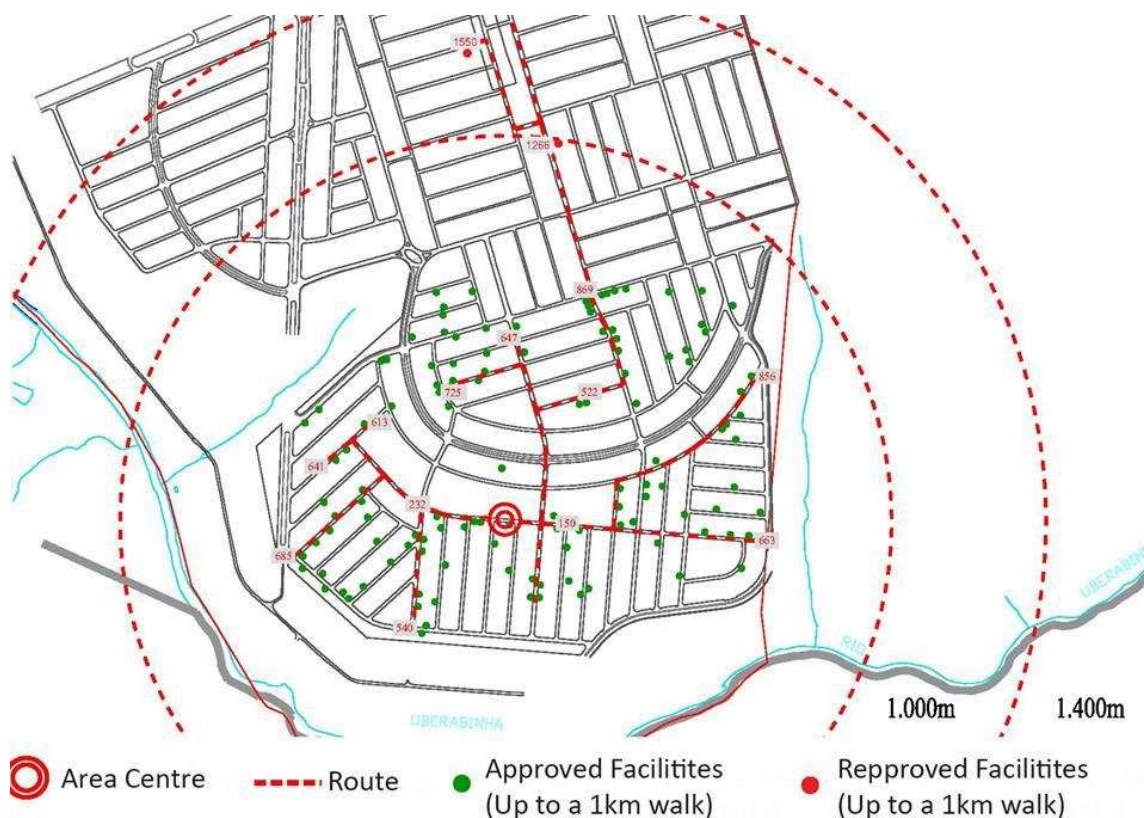 1550
1266
869
647
856
725
522
613
641
232
150
663
685
540
UBERABINHA
RIO
UBERABINHA
1.000m
1.400m
Area Centre
Route
Approved Facilitites
(Up to a 1km walk)
Repproved Facilitites
(Up to a 1km walk)